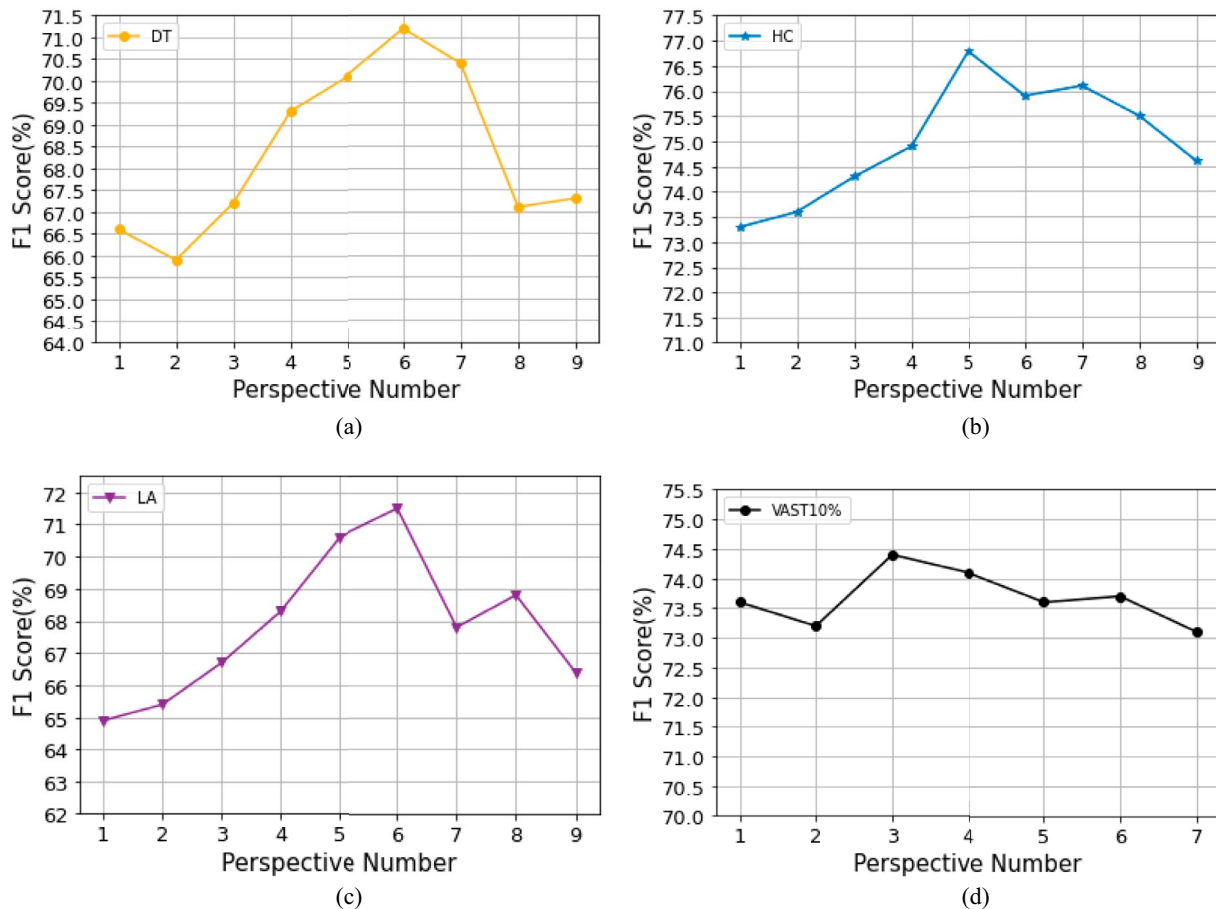 71.5
71.0
70.5
70.0
69.5
69.0
68.5
68.0
67.5
67.0
66.5
66.0
65.5
65.0
64.5
64.0
F1 Score(%)
DT
1 2 3 4 5 6 7 8 9
Perspective Number
(a)
77.5
77.0
76.5
76.0
75.5
75.0
74.5
74.0
73.5
73.0
72.5
72.0
71.5
71.0
F1 Score(%)
HC
1 2 3 4 5 6 7 8 9
Perspective Number
(b)
72
71
70
69
68
67
66
65
64
63
62
F1 Score(%)
LA
1 2 3 4 5 6 7 8 9
Perspective Number
(c)
75.5
75.0
74.5
74.0
73.5
73.0
72.5
72.0
71.5
71.0
70.5
70.0
F1 Score(%)
VAST10%
1 2 3 4 5 6 7
Perspective Number
(d)